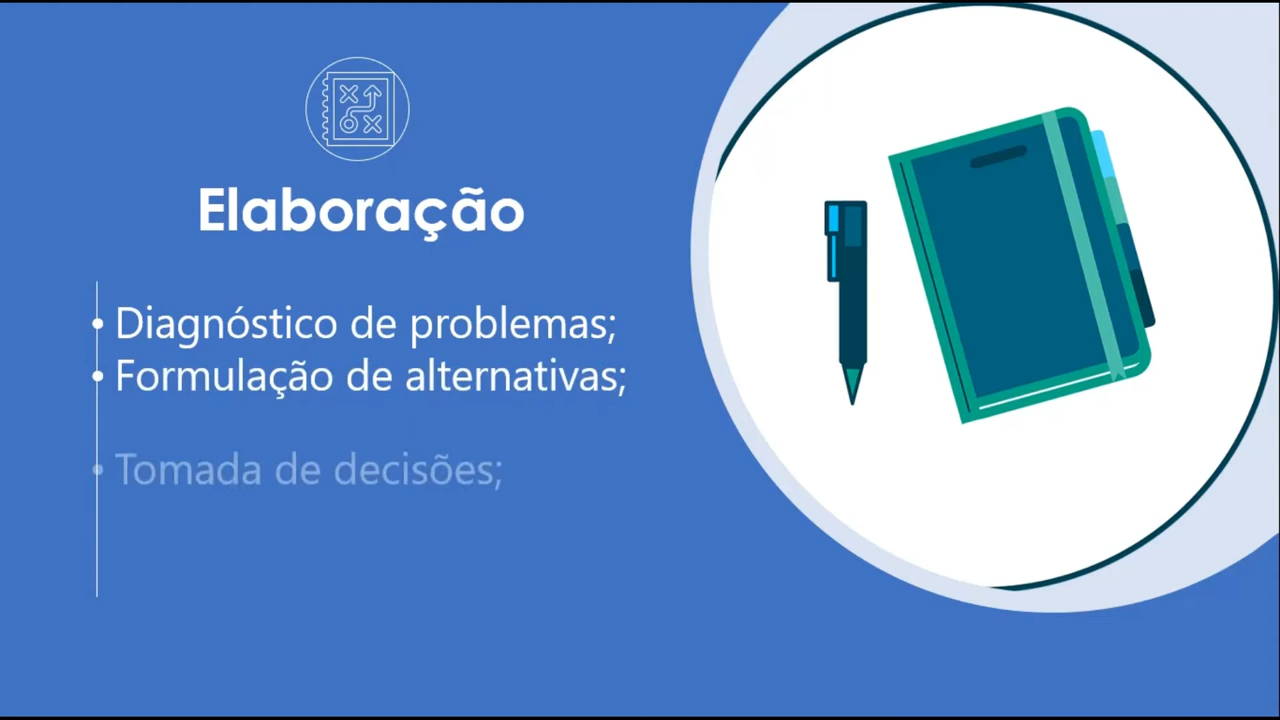 Elaboração
• Diagnóstico de problemas;
• Formulação de alternativas;
• Tomada de decisões;